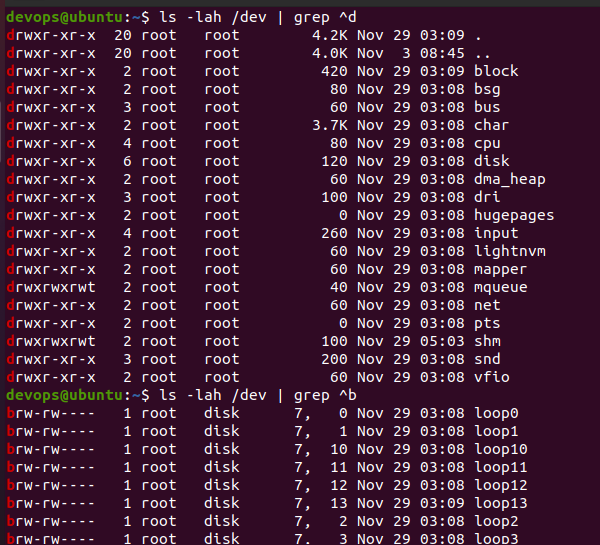 devops@ubuntu:~$ ls -lah /dev | grep ^d
drwxr-xr-x  20 root   root        4.2K Nov 29 03:09 .
drwxr-xr-x  20 root   root        4.0K Nov  3 08:45 ..
drwxr-xr-x   2 root   root         420 Nov 29 03:09 block
drwxr-xr-x   2 root   root          80 Nov 29 03:08 bsg
drwxr-xr-x   3 root   root          60 Nov 29 03:08 bus
drwxr-xr-x   2 root   root        3.7K Nov 29 03:08 char
drwxr-xr-x   4 root   root          80 Nov 29 03:08 cpu
drwxr-xr-x   6 root   root         120 Nov 29 03:08 disk
drwxr-xr-x   2 root   root          60 Nov 29 03:08 dma_heap
drwxr-xr-x   3 root   root         100 Nov 29 03:08 dri
drwxr-xr-x   2 root   root           0 Nov 29 03:08 hugepages
drwxr-xr-x   4 root   root         260 Nov 29 03:08 input
drwxr-xr-x   2 root   root          60 Nov 29 03:08 lightnvm
drwxr-xr-x   2 root   root          60 Nov 29 03:08 mapper
drwxrwxrwt   2 root   root          40 Nov 29 03:08 mqueue
drwxr-xr-x   2 root   root          60 Nov 29 03:08 net
drwxr-xr-x   2 root   root           0 Nov 29 03:08 pts
drwxrwxrwt   2 root   root         100 Nov 29 05:03 shm
drwxr-xr-x   3 root   root         200 Nov 29 03:08 snd
drwxr-xr-x   2 root   root          60 Nov 29 03:08 vfio
devops@ubuntu:~$ ls -lah /dev | grep ^b
brw-rw----   1 root   disk      7,   0 Nov 29 03:08 loop0
brw-rw----   1 root   disk      7,   1 Nov 29 03:08 loop1
brw-rw----   1 root   disk      7,  10 Nov 29 03:08 loop10
brw-rw----   1 root   disk      7,  11 Nov 29 03:08 loop11
brw-rw----   1 root   disk      7,  12 Nov 29 03:08 loop12
brw-rw----   1 root   disk      7,  13 Nov 29 03:09 loop13
brw-rw----   1 root   disk      7,   2 Nov 29 03:08 loop2
brw-rw----   1 root   disk      7,   3 Nov 29 03:08 loop3